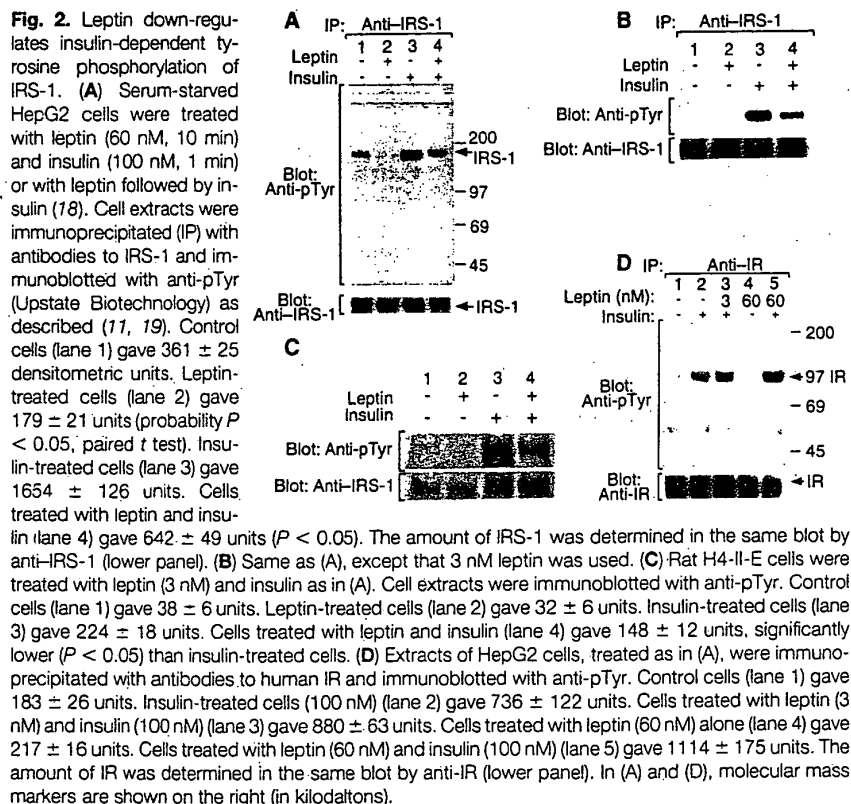 Fig. 2. Leptin down-regu-
lates insulin-dependent ty-
rosine phosphorylation of
IRS-1. (A) Serum-starved
HepG2 cells were treated
with leptin (60 nM, 10 min)
and insulin (100 nM, 1 min)
or with leptin followed by in-
sulin (18). Cell extracts were
immunoprecipitated (IP) with
antibodies to IRS-1 and im-
munoblotted with anti-pTyr
(Upstate Biotechnology) as
described (11, 19). Control
cells (lane 1) gave 361 ± 25
densitometric units. Leptin-
treated cells (lane 2) gave
179 ± 21 units (probability P
< 0.05, paired t test). Insu-
lin-treated cells (lane 3) gave
1654 ± 126 units. Cells
treated with leptin and insu-
lin (lane 4) gave 642 ± 49 units (P < 0.05). The amount of IRS-1 was determined in the same blot by
anti–IRS-1 (lower panel). (B) Same as (A), except that 3 nM leptin was used. (C) Rat H4-II-E cells were
treated with leptin (3 nM) and insulin as in (A). Cell extracts were immunoblotted with anti-pTyr. Control
cells (lane 1) gave 38 ± 6 units. Leptin-treated cells (lane 2) gave 32 ± 6 units. Insulin-treated cells (lane
3) gave 224 ± 18 units. Cells treated with leptin and insulin (lane 4) gave 148 ± 12 units, significantly
lower (P < 0.05) than insulin-treated cells. (D) Extracts of HepG2 cells, treated as in (A), were immuno-
precipitated with antibodies to human IR and immunoblotted with anti-pTyr. Control cells (lane 1) gave
183 ± 26 units. Insulin-treated cells (100 nM) (lane 2) gave 736 ± 122 units. Cells treated with leptin (3
nM) and insulin (100 nM) (lane 3) gave 880 ± 63 units. Cells treated with leptin (60 nM) alone (lane 4) gave
217 ± 16 units. Cells treated with leptin (60 nM) and insulin (100 nM) (lane 5) gave 1114 ± 175 units. The
amount of IR was determined in the same blot by anti-IR (lower panel). In (A) and (D), molecular mass
markers are shown on the right (in kilodaltons).
A IP: Anti–IRS-1
1 2 3 4
Leptin - + - +
Insulin - - + +
200
IRS-1
Blot:
Anti-pTyr
97
69
45
Blot:
Anti–IRS-1
IRS-1
B IP: Anti–IRS-1
1 2 3 4
Leptin - + - +
Insulin - - + +
Blot: Anti-pTyr
Blot: Anti–IRS-1
C
1 2 3 4
Leptin - + - +
Insulin - - + +
Blot: Anti-pTyr
Blot: Anti–IRS-1
D IP: Anti–IR
1 2 3 4 5
Leptin (nM): - - 3 60 60
Insulin: - + + - +
200
97 IR
Blot:
Anti-pTyr
69
45
Blot:
Anti-IR
IR